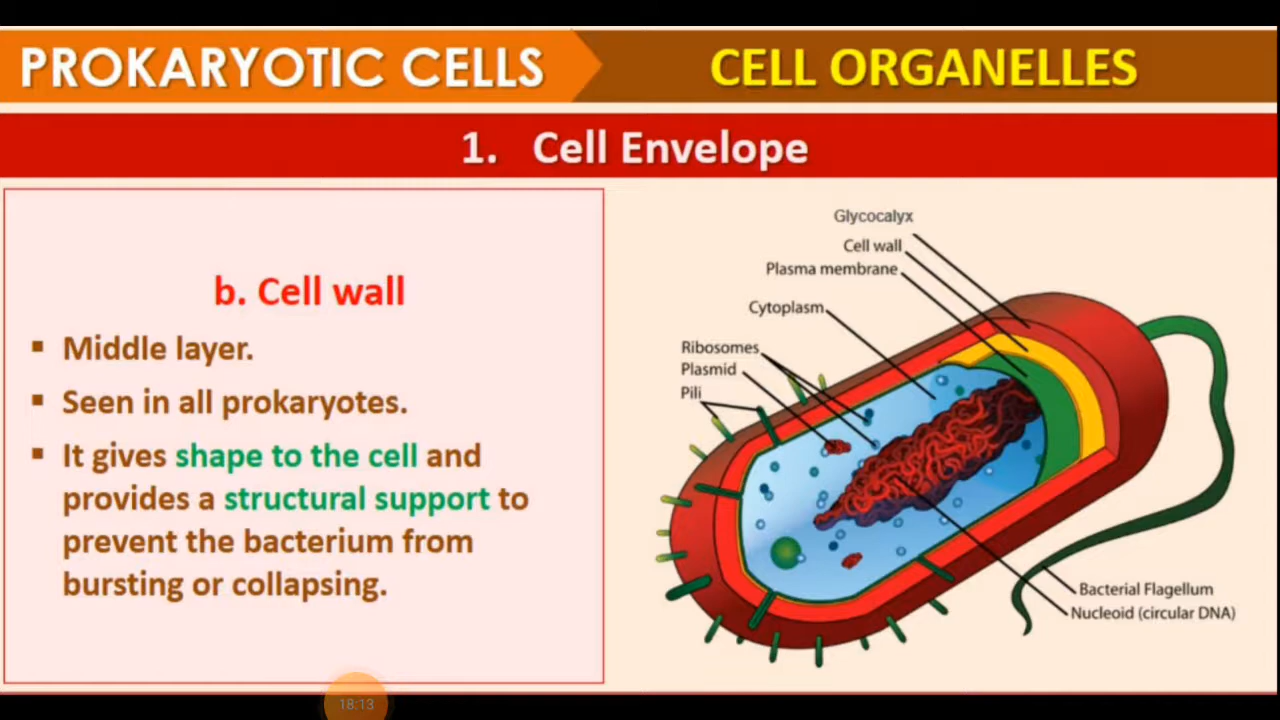 PROKARYOTIC CELLS
CELL ORGANELLES
1. Cell Envelope
b. Cell wall
▪ Middle layer.
▪ Seen in all prokaryotes.
▪ It gives shape to the cell and
provides a structural support to
prevent the bacterium from
bursting or collapsing.
Glycocalyx
Cell wall
Plasma membrane
Cytoplasm
Ribosomes
Plasmid
Pili
Bacterial Flagellum
Nucleoid (circular DNA)
18:13